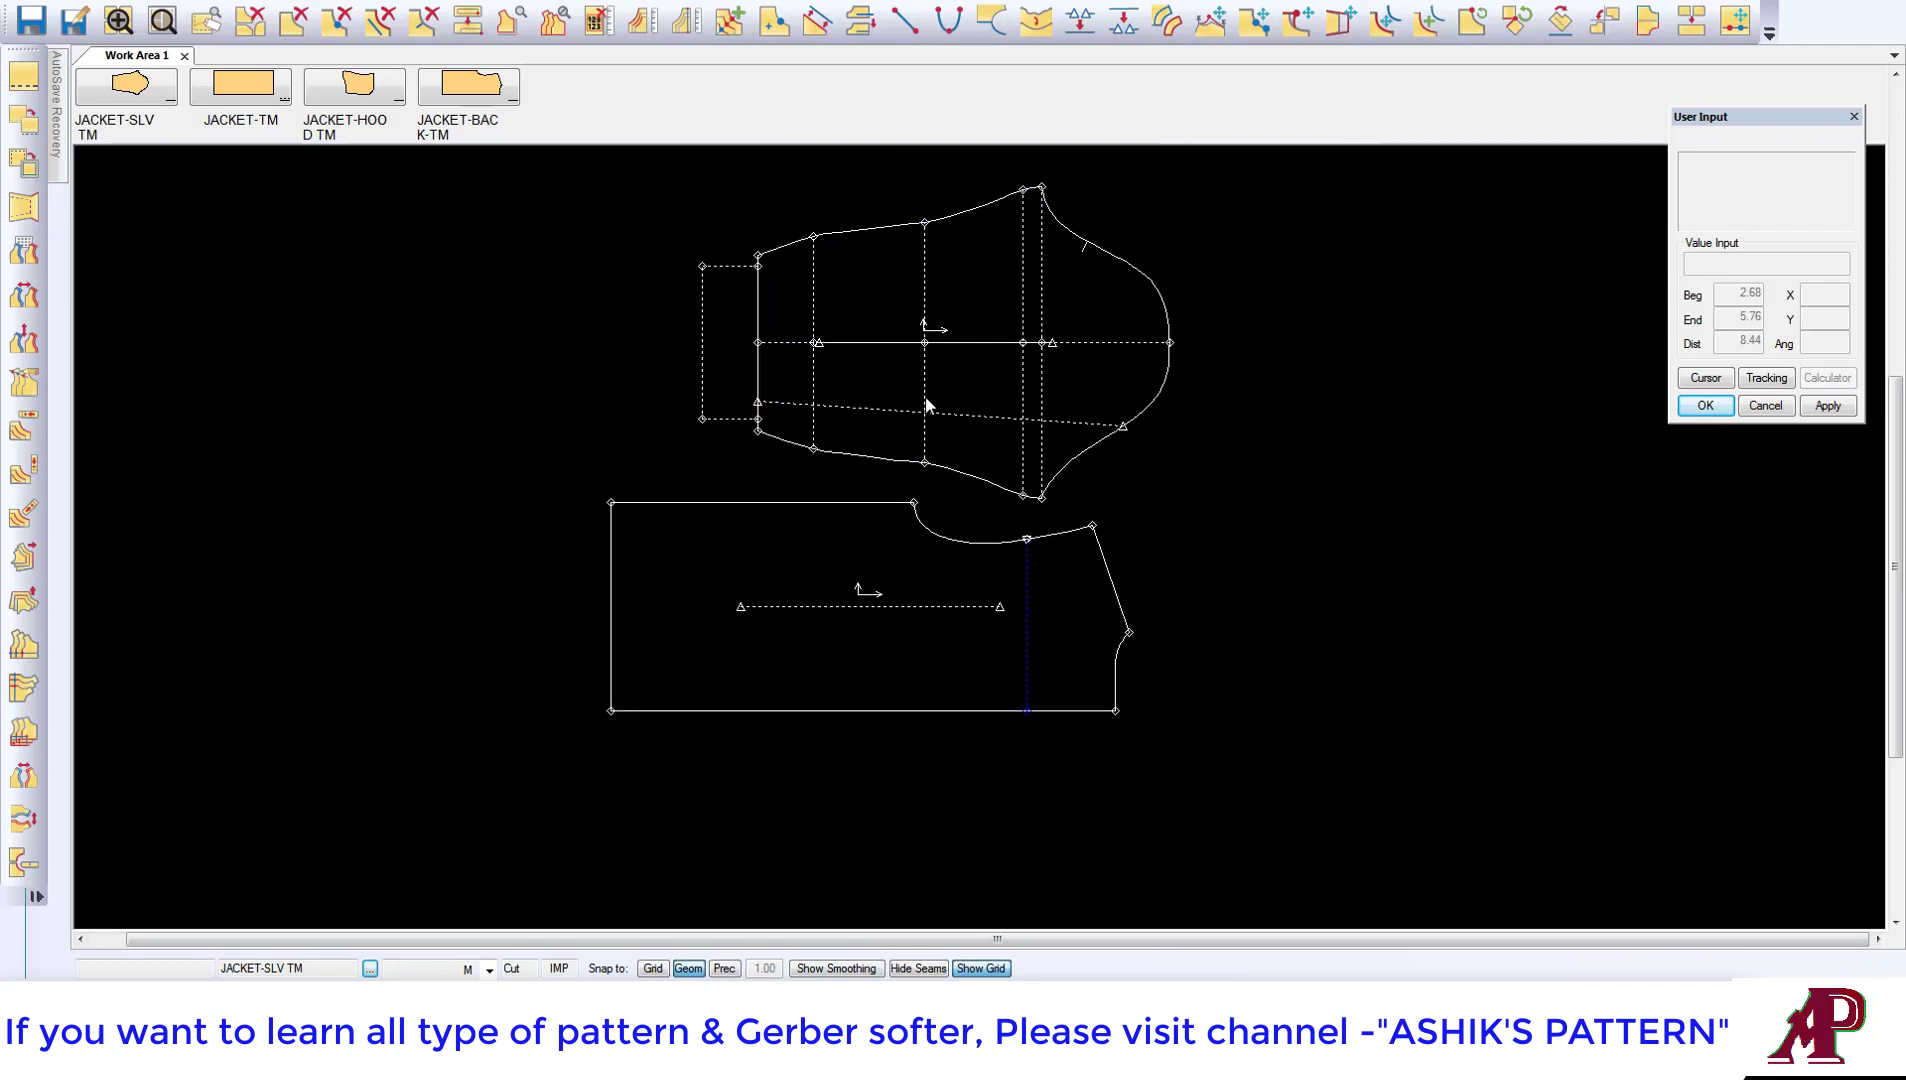 Work Area 1
AutoSave Recovery
JACKET-SLV
TM
JACKET-TM
JACKET-HOO
D TM
JACKET-BAC
K-TM
User Input
Value Input
Beg 2.68 X
End 5.76 Y
Dist 8.44 Ang
Cursor Tracking Calculator
OK Cancel Apply
JACKET-SLV TM ... M Cut IMP Snap to: Grid Geom Prec 1.00 Show Smoothing Hide Seams Show Grid
If you want to learn all type of pattern & Gerber softer, Please visit channel -"ASHIK'S PATTERN"
AP